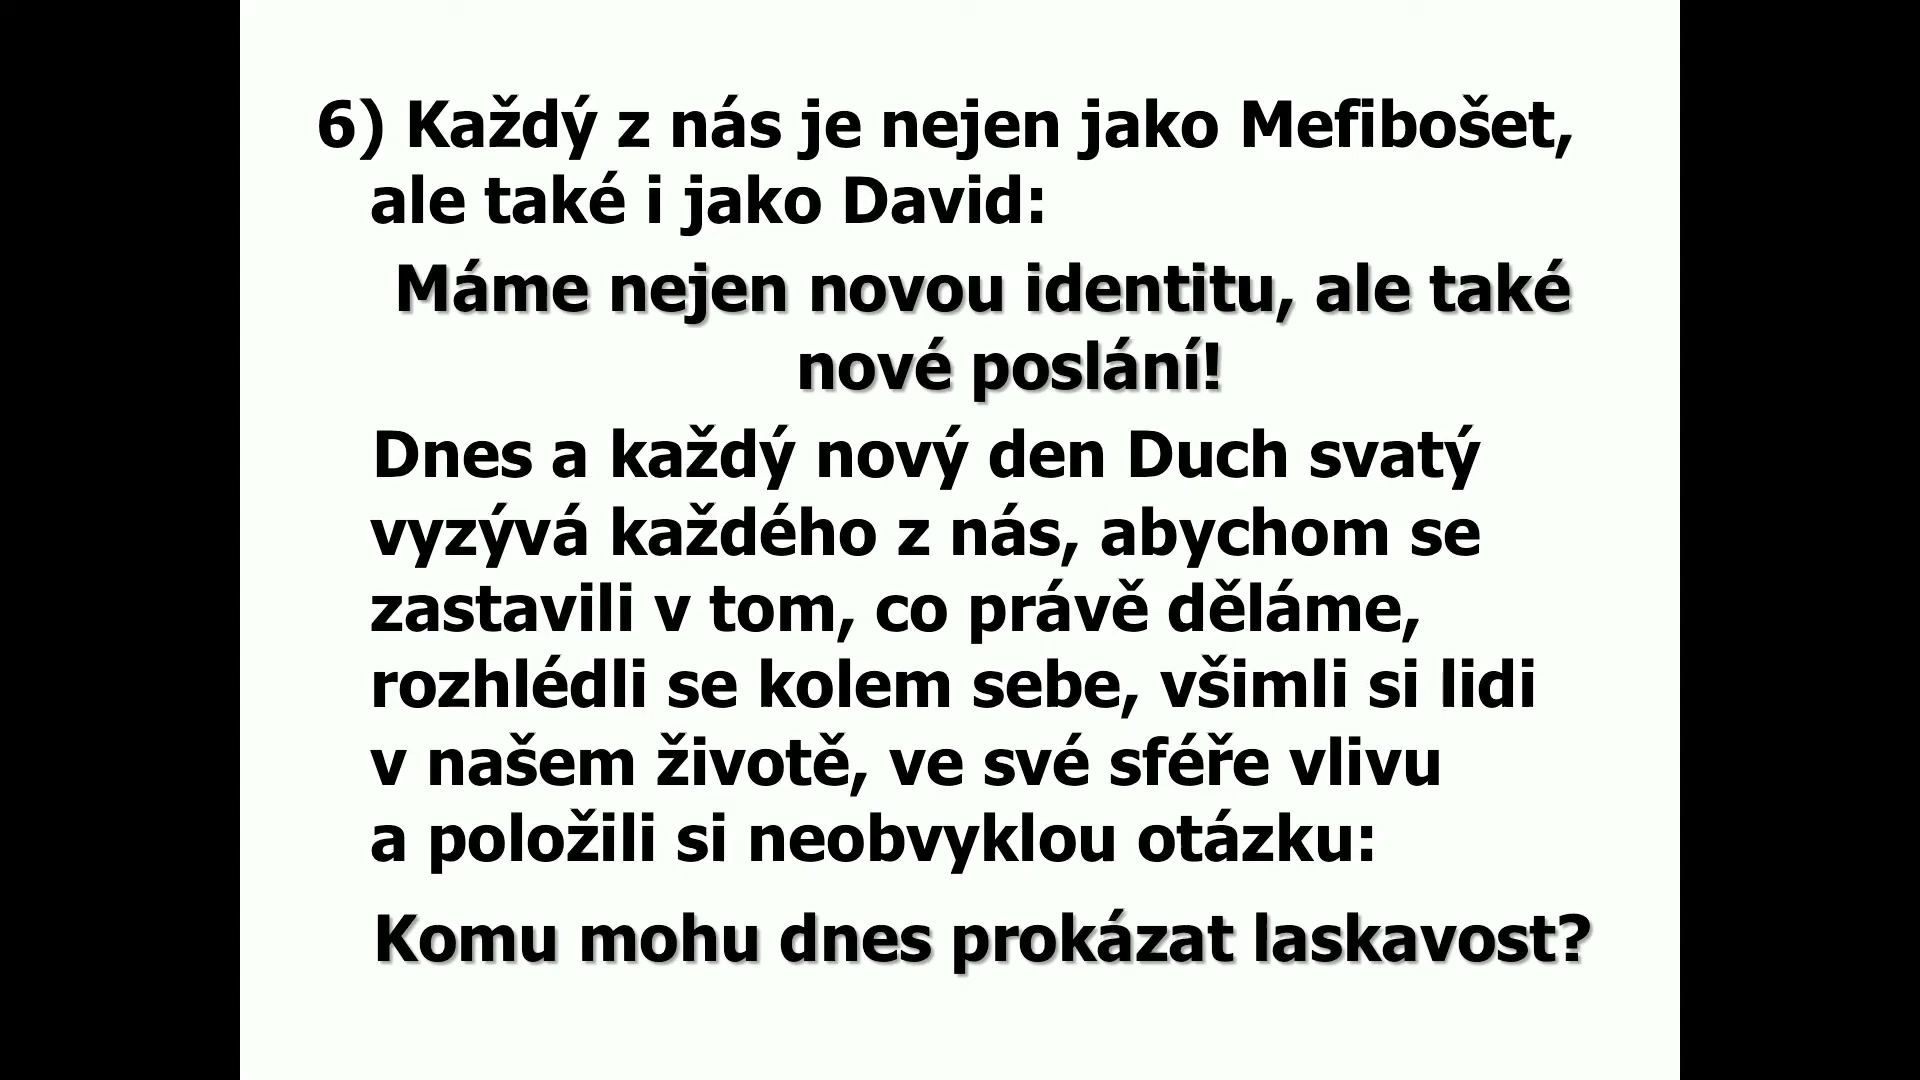 6) Každý z nás je nejen jako Mefibošet,
ale také i jako David:
Máme nejen novou identitu, ale také
nové poslání!
Dnes a každý nový den Duch svatý
vyzývá každého z nás, abychom se
zastavili v tom, co právě děláme,
rozhlédli se kolem sebe, všimli si lidi
v našem životě, ve své sféře vlivu
a položili si neobvyklou otázku:
Komu mohu dnes prokázat laskavost?